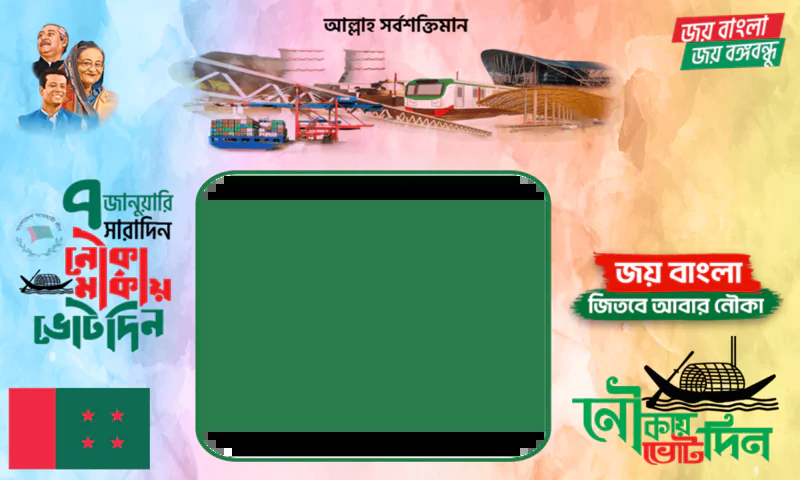 আল্লাহ সর্বশক্তিমান
জয় বাংলা
জয় বঙ্গবন্ধু
৭ জানুয়ারি
সারাদিন
নৌকা
মার্কায়
ভোট দিন
জয় বাংলা
জিতবে আবার নৌকা
নৌকায়
ভোট দিন